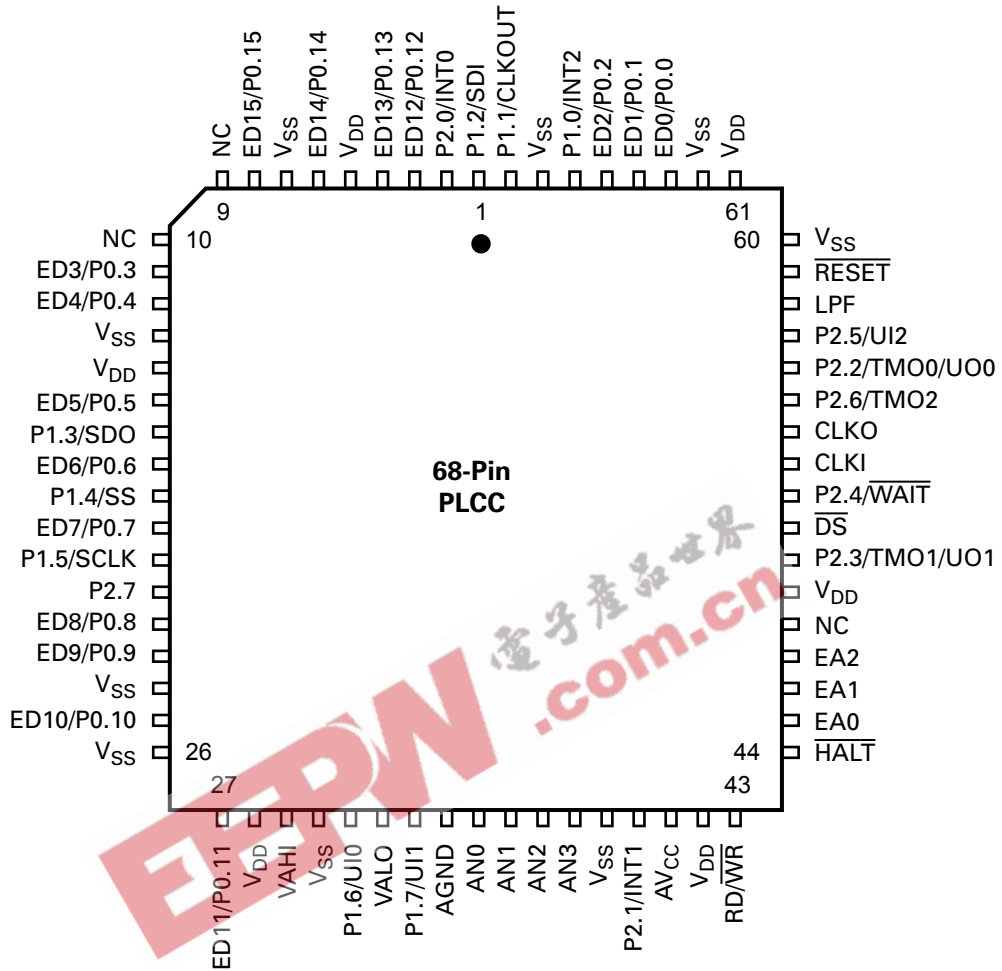 NC
ED15/P0.15
VSS
ED14/P0.14
VDD
ED13/P0.13
ED12/P0.12
P2.0/INT0
P1.2/SDI
P1.1/CLKOUT
VSS
P1.0/INT2
ED2/P0.2
ED1/P0.1
ED0/P0.0
VSS
VDD
9
1
61
10
60
NC
ED3/P0.3
ED4/P0.4
VSS
VDD
ED5/P0.5
P1.3/SDO
ED6/P0.6
P1.4/SS
ED7/P0.7
P1.5/SCLK
P2.7
ED8/P0.8
ED9/P0.9
VSS
ED10/P0.10
VSS
68-Pin
PLCC
VSS
RESET
LPF
P2.5/UI2
P2.2/TMO0/UO0
P2.6/TMO2
CLKO
CLKI
P2.4/WAIT
DS
P2.3/TMO1/UO1
VDD
NC
EA2
EA1
EA0
HALT
電子產品世界
.com.cn
EEPW
26
44
27
43
ED11/P0.11
VDD
VAHI
VSS
P1.6/UI0
VALO
P1.7/UI1
AGND
AN0
AN1
AN2
AN3
VSS
P2.1/INT1
AVCC
VDD
RD/WR